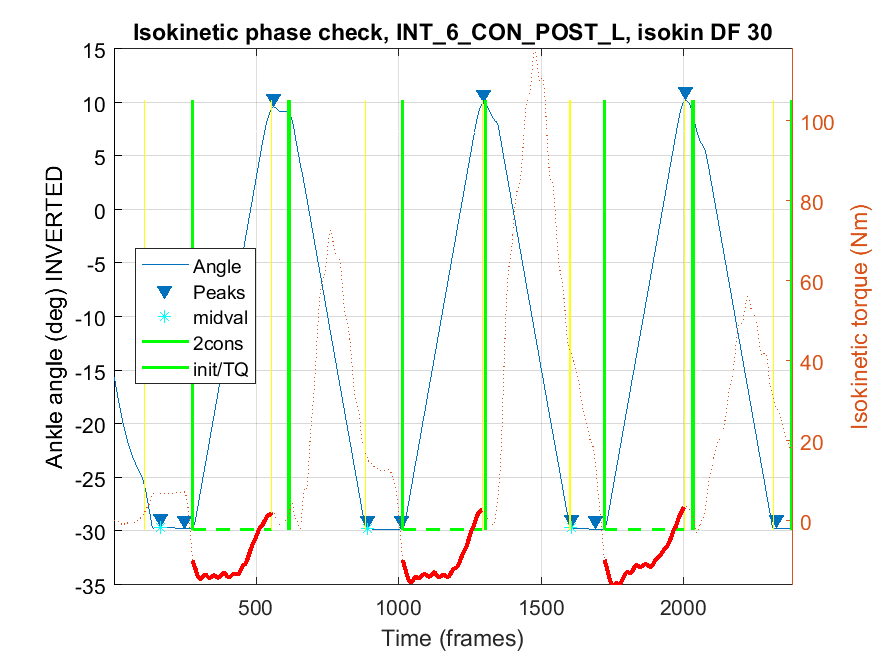 Isokinetic phase check, INT_6_CON_POST_L, isokin DF 30
Ankle angle (deg) INVERTED
15
10
5
0
-5
-10
-15
-20
-25
-30
-35
Angle
Peaks
midval
2cons
init/TQ
100
80
60
40
20
0
Isokinetic torque (Nm)
500
1000
1500
2000
Time (frames)